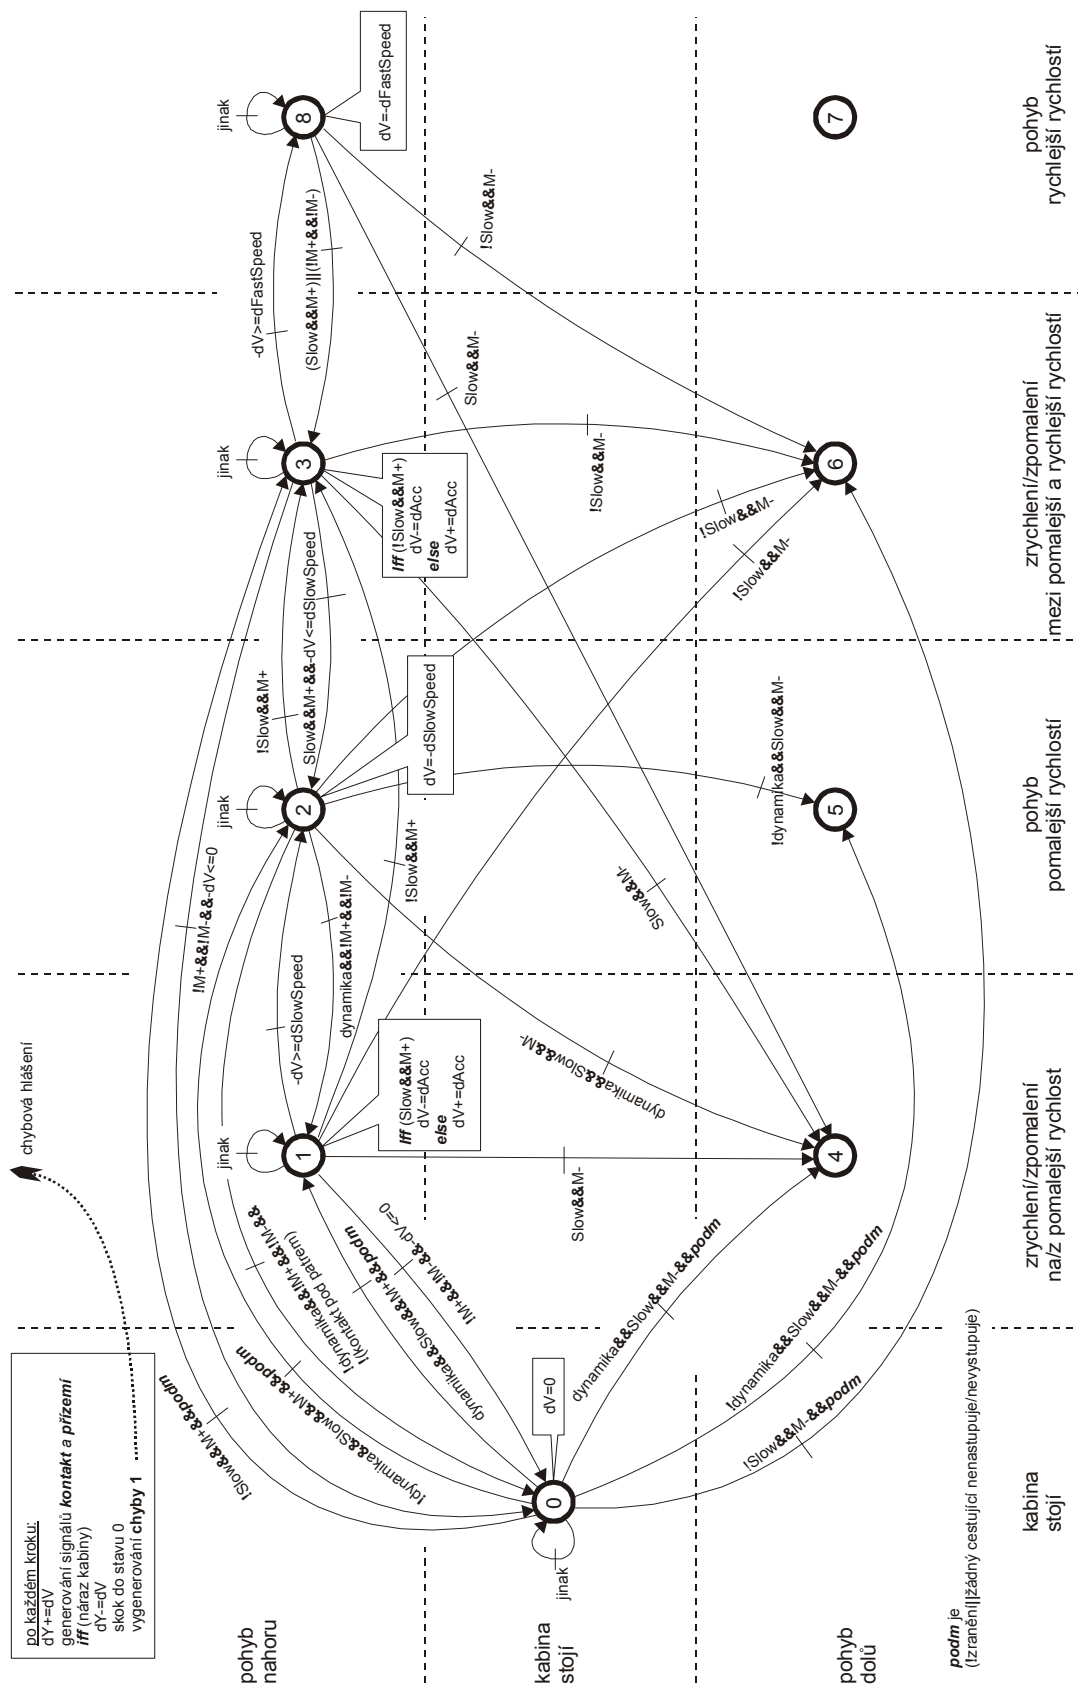 po každém kroku:
dY+=dV
generování signálů kontakt a přízemí
iff (náraz kabiny)
dY-=dV
skok do stavu 0
vygenerování chyby 1
chybová hlášení
pohyb
nahoru
kabina
stojí
pohyb
dolů
!Slow&&M+&&podm
!M+&&!M-&&-dV<=0
!dynamika&&Slow&&M+&&podm
!dynamika&&!M+&&!M-&&
!(kontakt pod patrem)
dynamika&&Slow&&M+&&podm
!M+&&!M-&&-dV<=0
jinak
1
-dV>=dSlowSpeed
dynamika&&!M+&&!M-
Iff (Slow&&M+)
dV-=dAcc
else
dV+=dAcc
jinak
2
!Slow&&M+
Slow&&M+&&-dV<=dSlowSpeed
!Slow&&M+
dV=-dSlowSpeed
jinak
3
-dV>=dFastSpeed
(Slow&&M+)||(!M+&&!M-)
Iff (!Slow&&M+)
dV-=dAcc
else
dV+=dAcc
jinak
8
dV=-dFastSpeed
jinak
0
dV=0
Slow&&M-
dynamika&&Slow&&M-
Slow&&M-
Slow&&M-
!dynamika&&Slow&&M-
!Slow&&M-
!Slow&&M-
!Slow&&M-
!Slow&&M-
dynamika&&Slow&&M-&&podm
!dynamika&&Slow&&M-&&podm
!Slow&&M-&&podm
4
5
6
7
podm je
(!zranění||žádný cestující nenastupuje/nevystupuje)
kabina
stojí
zrychlení/zpomalení
na/z pomalejší rychlost
pohyb
pomalejší rychlostí
zrychlení/zpomalení
mezi pomalejší a rychlejší rychlostí
pohyb
rychlejší rychlostí